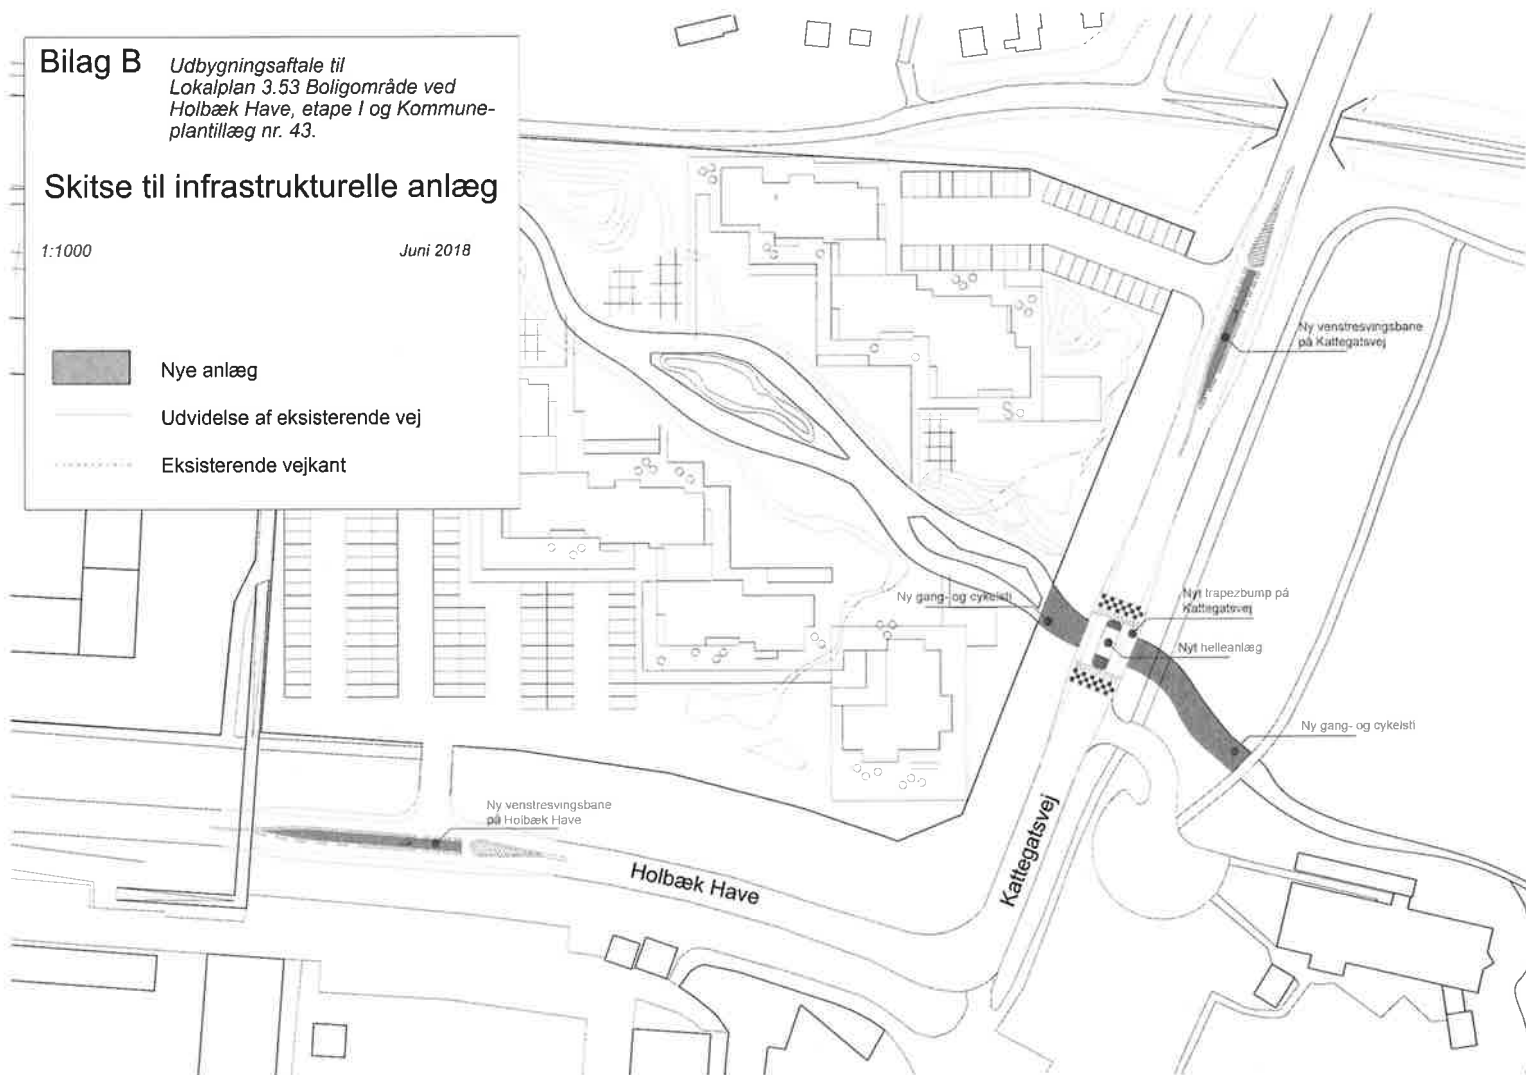 Bilag B
Udbygningsaftale til
Lokalplan 3.53 Boligområde ved
Holbæk Have, etape I og Kommune-
plantillæg nr. 43.
Skitse til infrastrukturelle anlæg
1:1000
Juni 2018
Nye anlæg
Udvidelse af eksisterende vej
Eksisterende vejkant
Ny venstresvingsbane
på Kattegatsvej
Ny gang- og cykelsti
Nyt trapezbump på
Kattegatsvej
Nyt helleanlæg
Ny gang- og cykelsti
Ny venstresvingsbane
på Holbæk Have
Holbæk Have
Kattegatsvej